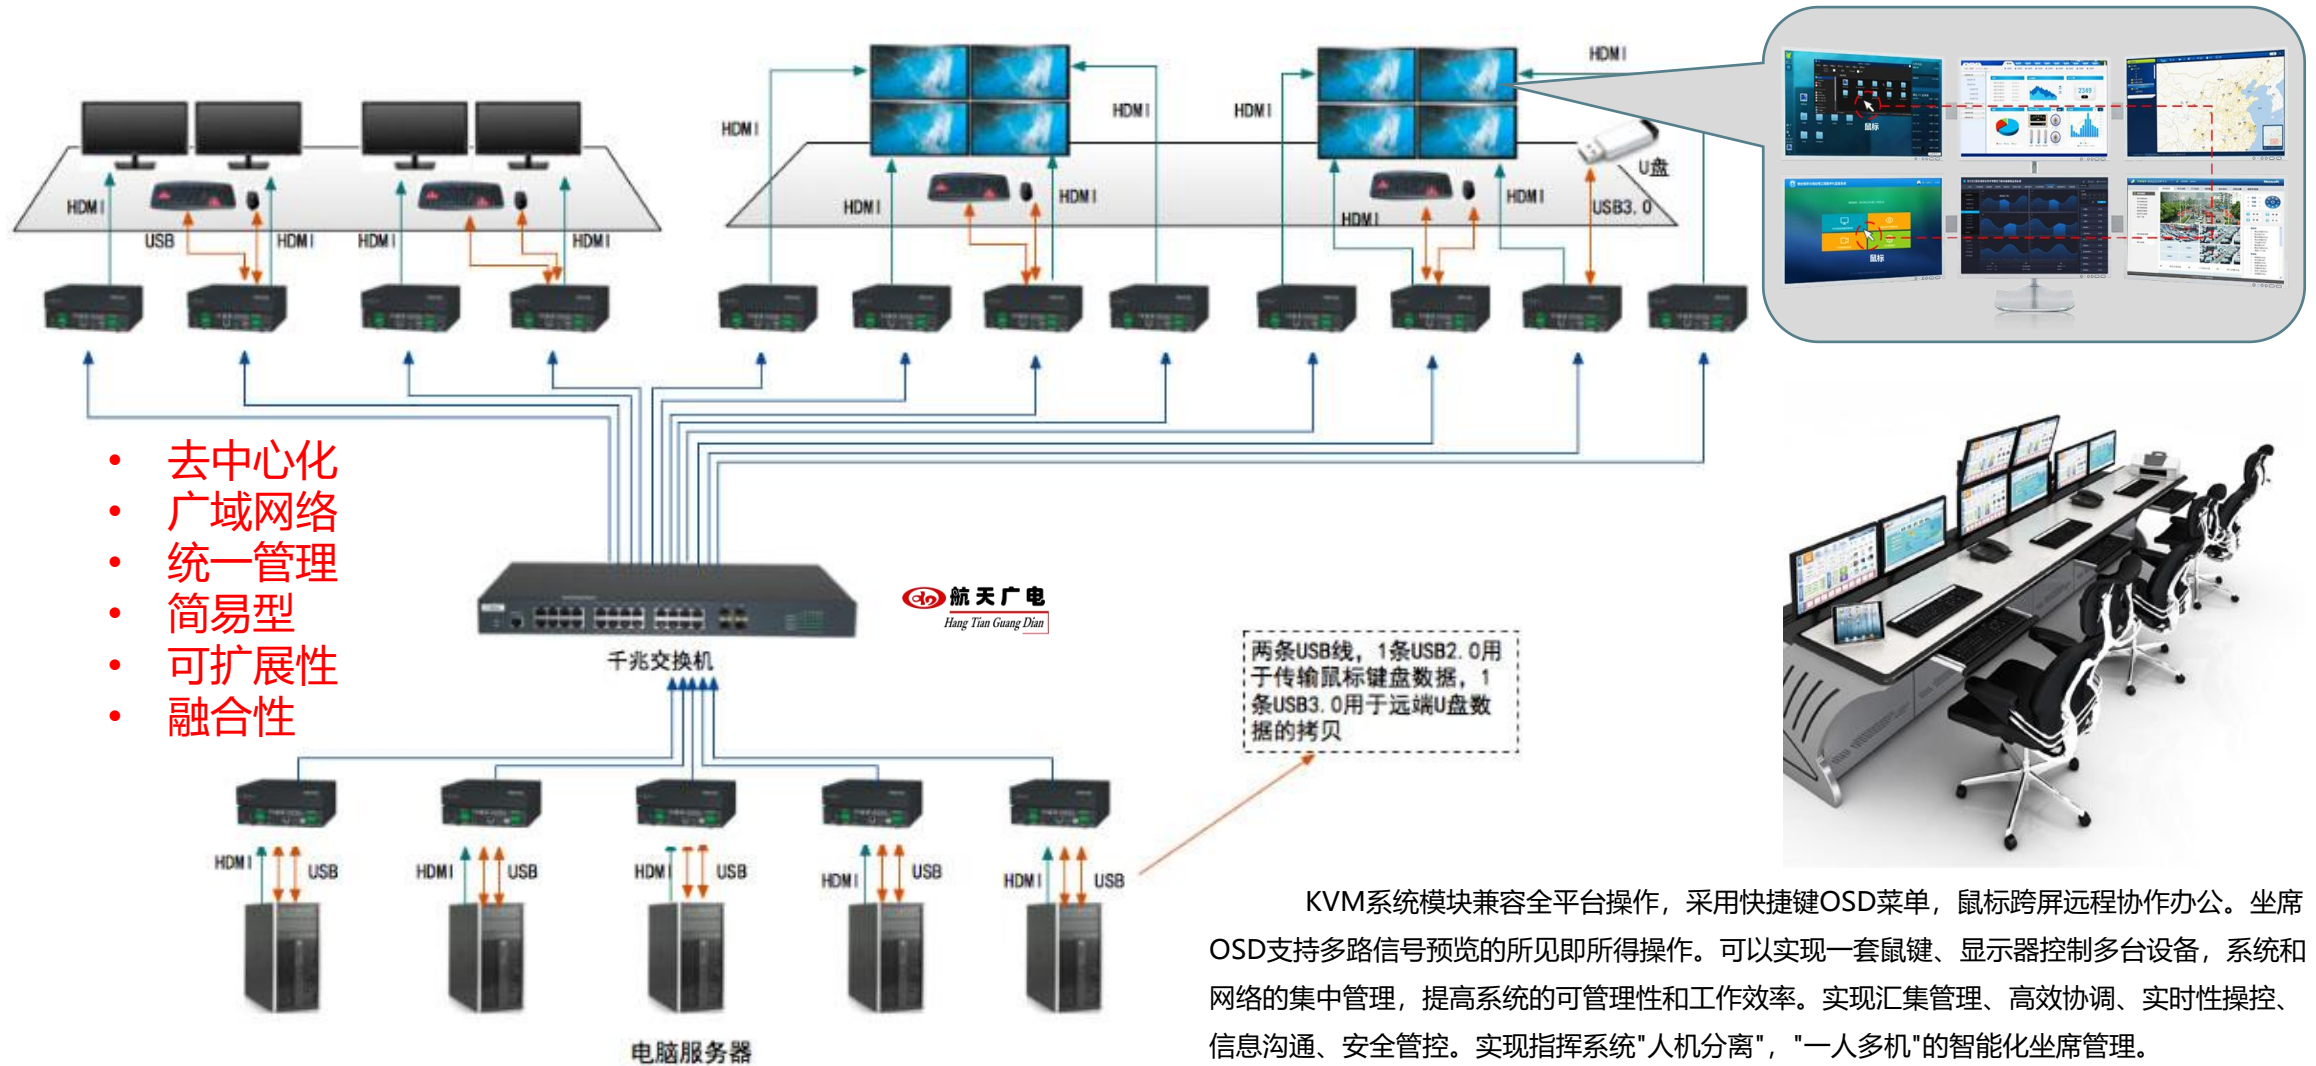 HDMI
HDMI
HDMI
HDMI
U盘
HDMI
USB
HDMI
HDMI
HDMI
HDMI
HDMI
HDMI
HDMI
USB3.0
鼠标
鼠标
• 去中心化
• 广域网络
• 统一管理
• 简易型
• 可扩展性
• 融合性
航天广电
Hang Tian Guang Dian
千兆交换机
两条USB线，1条USB2.0用
于传输鼠标键盘数据，1
条USB3.0用于远端U盘数
据的拷贝
HDMI
USB
HDMI
USB
HDMI
USB
HDMI
USB
HDMI
USB
电脑服务器
KVM系统模块兼容全平台操作，采用快捷键OSD菜单，鼠标跨屏远程协作办公。坐席
OSD支持多路信号预览的所见即所得操作。可以实现一套鼠键、显示器控制多台设备，系统和
网络的集中管理，提高系统的可管理性和工作效率。实现汇集管理、高效协调、实时性操控、
信息沟通、安全管控。实现指挥系统"人机分离"，"一人多机"的智能化坐席管理。